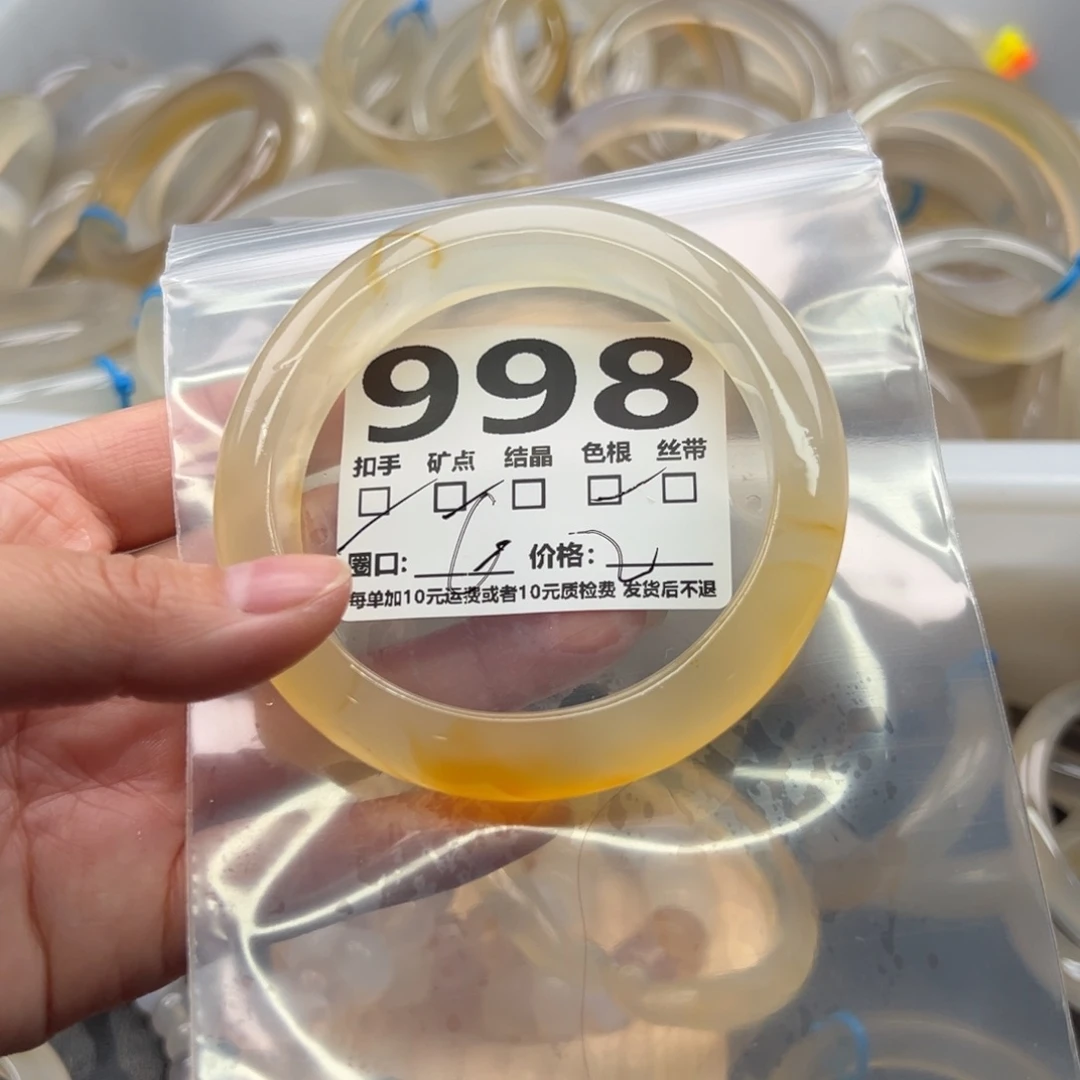 998
扣手 矿点 结晶 色根 丝带
圈口: 价格:
每单加10元运费或者10元质检费 发货后不退